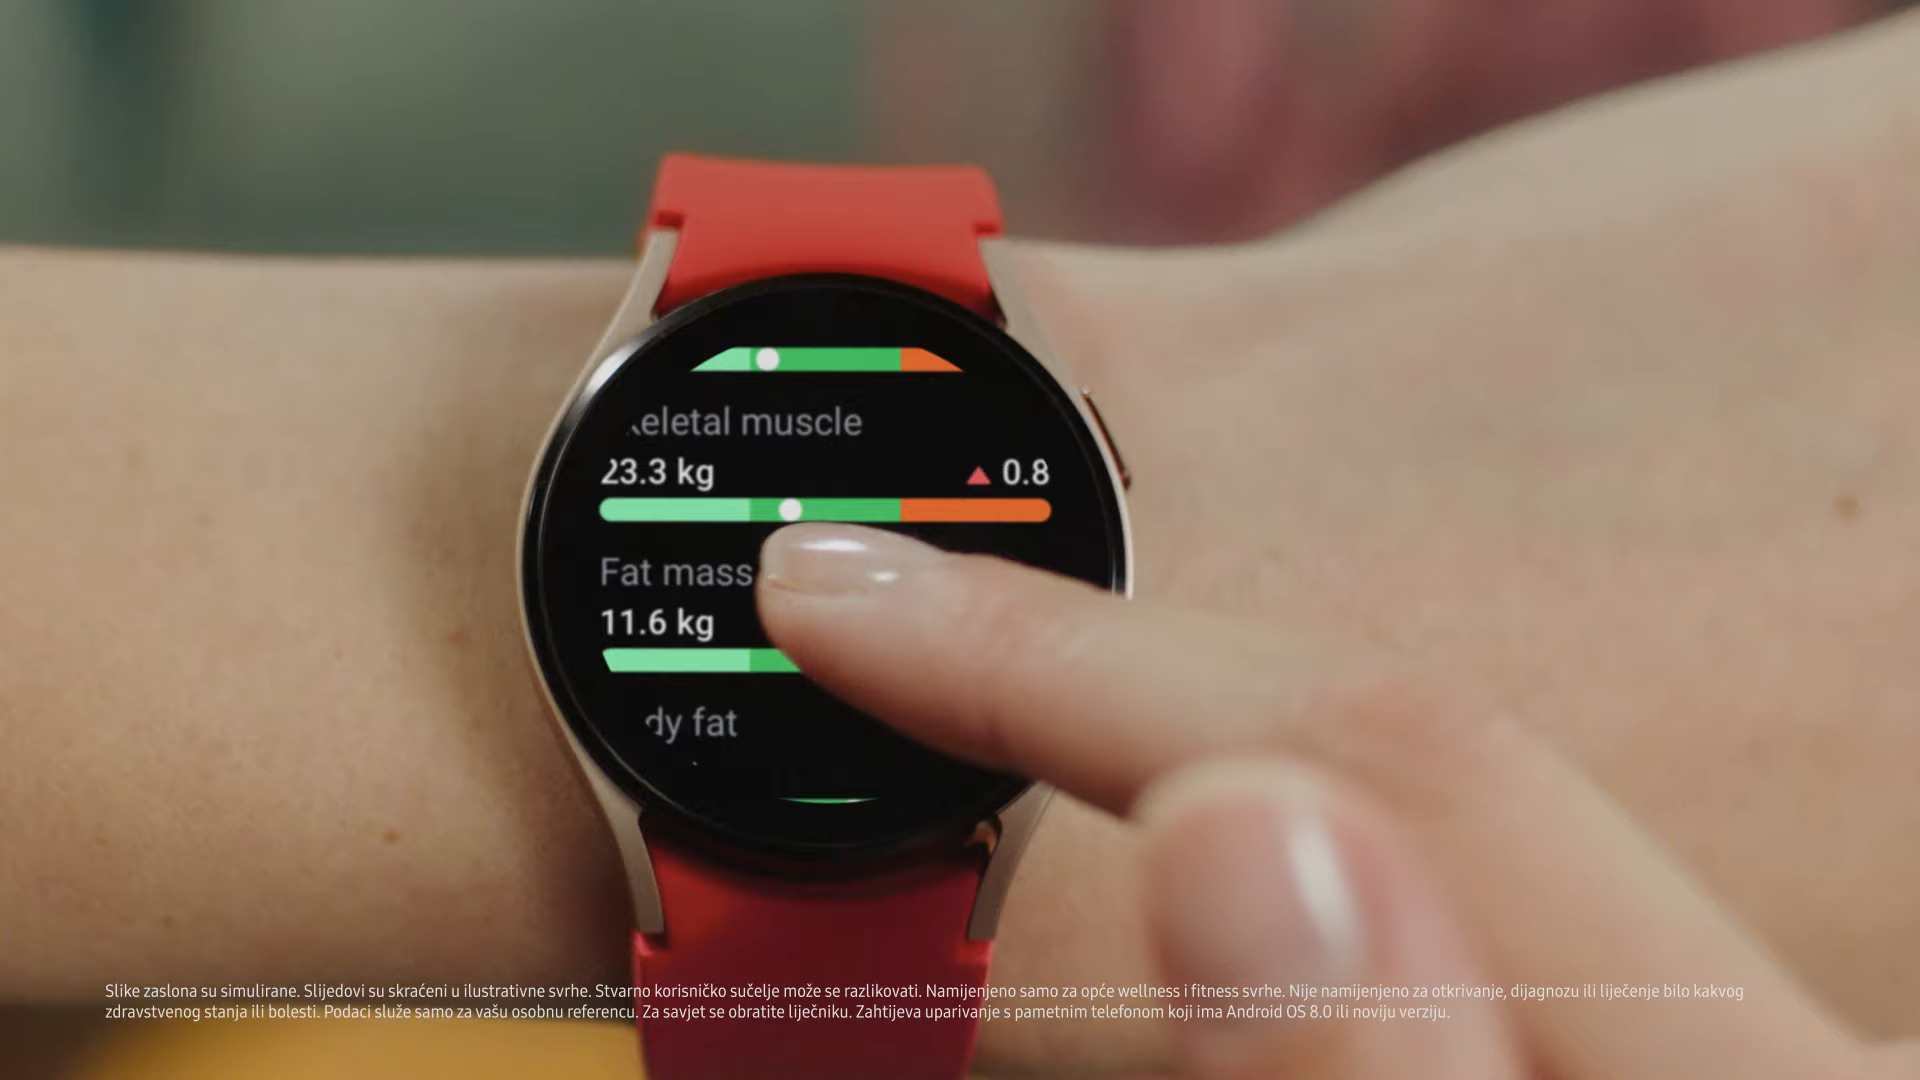 keletal muscle
23.3 kg ▲ 0.8
Fat mass
11.6 kg
dy fat
Slike zaslona su simulirane. Slijedovi su skraćeni u ilustrativne svrhe. Stvarno korisničko sučelje može se razlikovati. Namijenjeno samo za opće wellness i fitness svrhe. Nije namijenjeno za otkrivanje, dijagnozu ili liječenje bilo kakvog
zdravstvenog stanja ili bolesti. Podaci služe samo za vašu osobnu referencu. Za savjet se obratite liječniku. Zahtijeva uparivanje s pametnim telefonom koji ima Android OS 8.0 ili noviju verziju.